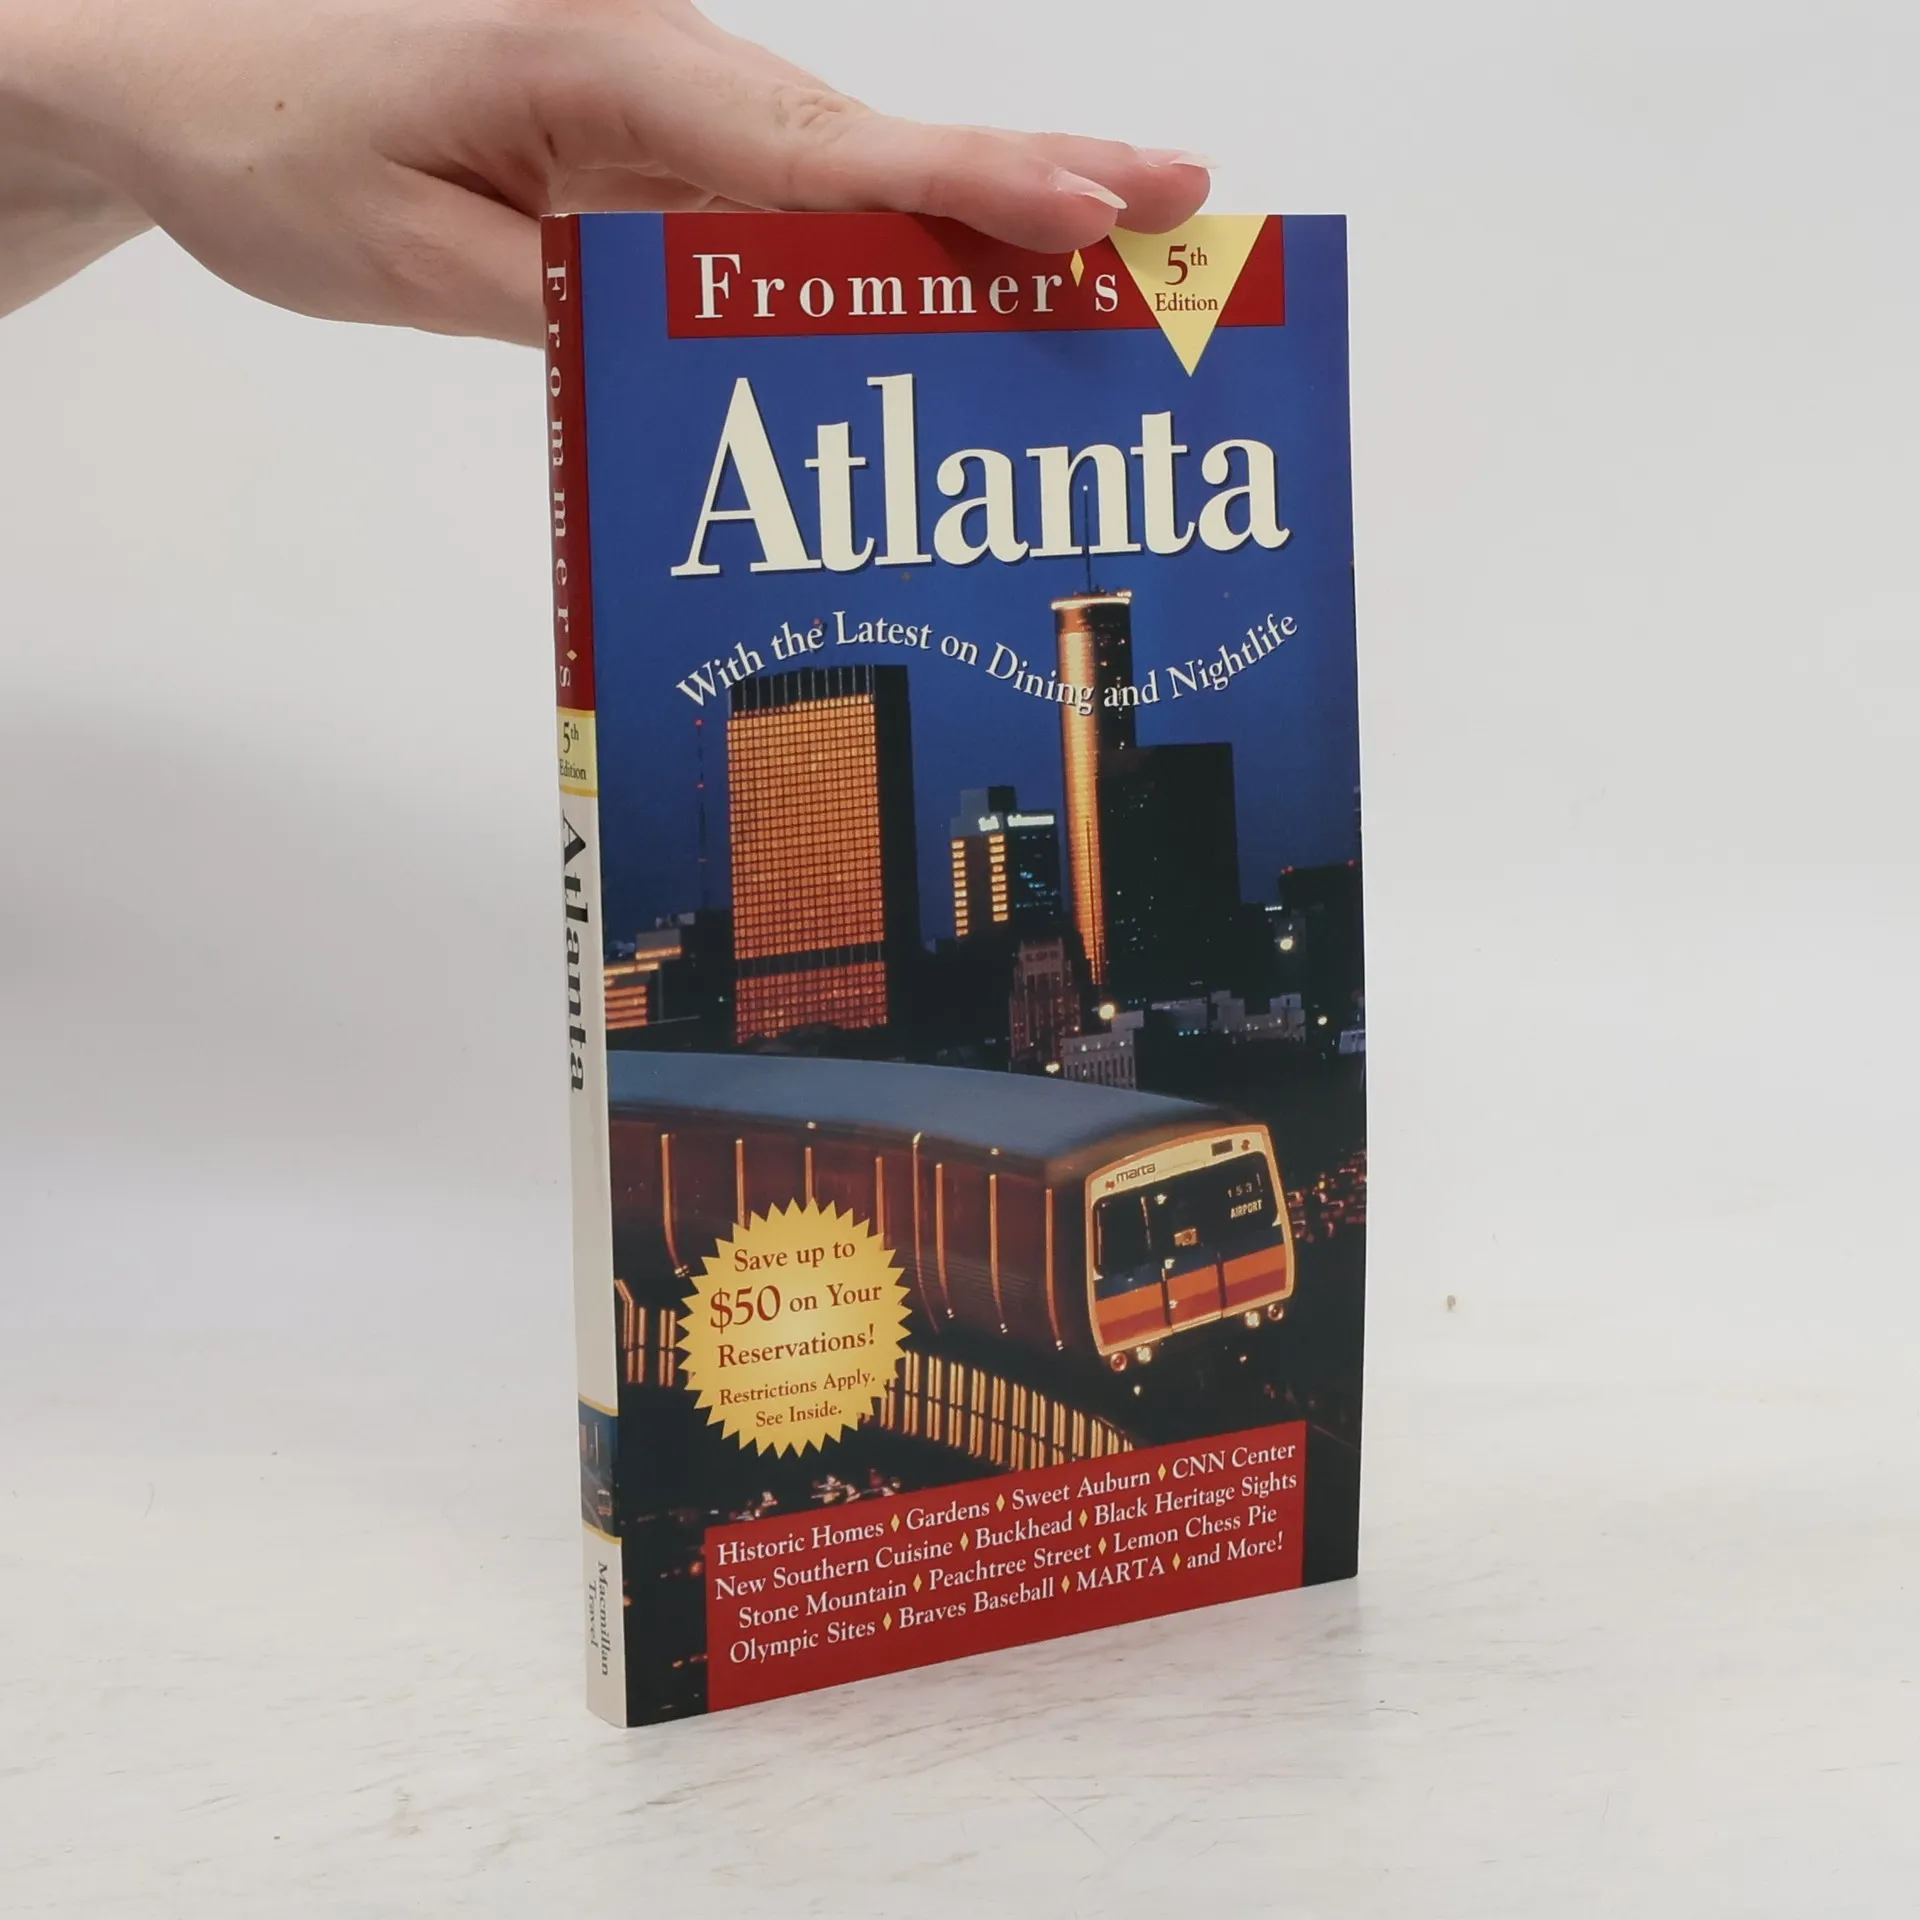 Frommer's
5th
Edition
Atlanta
With the Latest on Dining and Nightlife
marta
153
AIRPORT
Save up to
$50 on Your
Reservations!
Restrictions Apply.
See Inside.
Historic Homes ♦ Gardens ♦ Sweet Auburn ♦ CNN Center
New Southern Cuisine ♦ Buckhead ♦ Black Heritage Sights
Stone Mountain ♦ Peachtree Street ♦ Lemon Chess Pie
Olympic Sites ♦ Braves Baseball ♦ MARTA ♦ and More!
Frommer's
5th
Edition
Atlanta
Macmillan
Travel